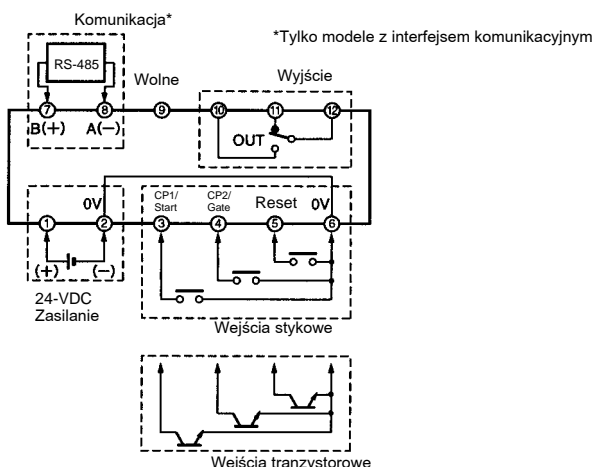 Komunikacja*
*Tylko modele z interfejsem komunikacyjnym
RS-485
Wolne
Wyjście
7 8 9 10 11 12
B(+) A(−)
OUT
0V
CP1/
Start
CP2/
Gate
Reset
0V
1 2 3 4 5 6
(+) (−)
24-VDC
Zasilanie
Wejścia stykowe
Wejścia tranzystorowe